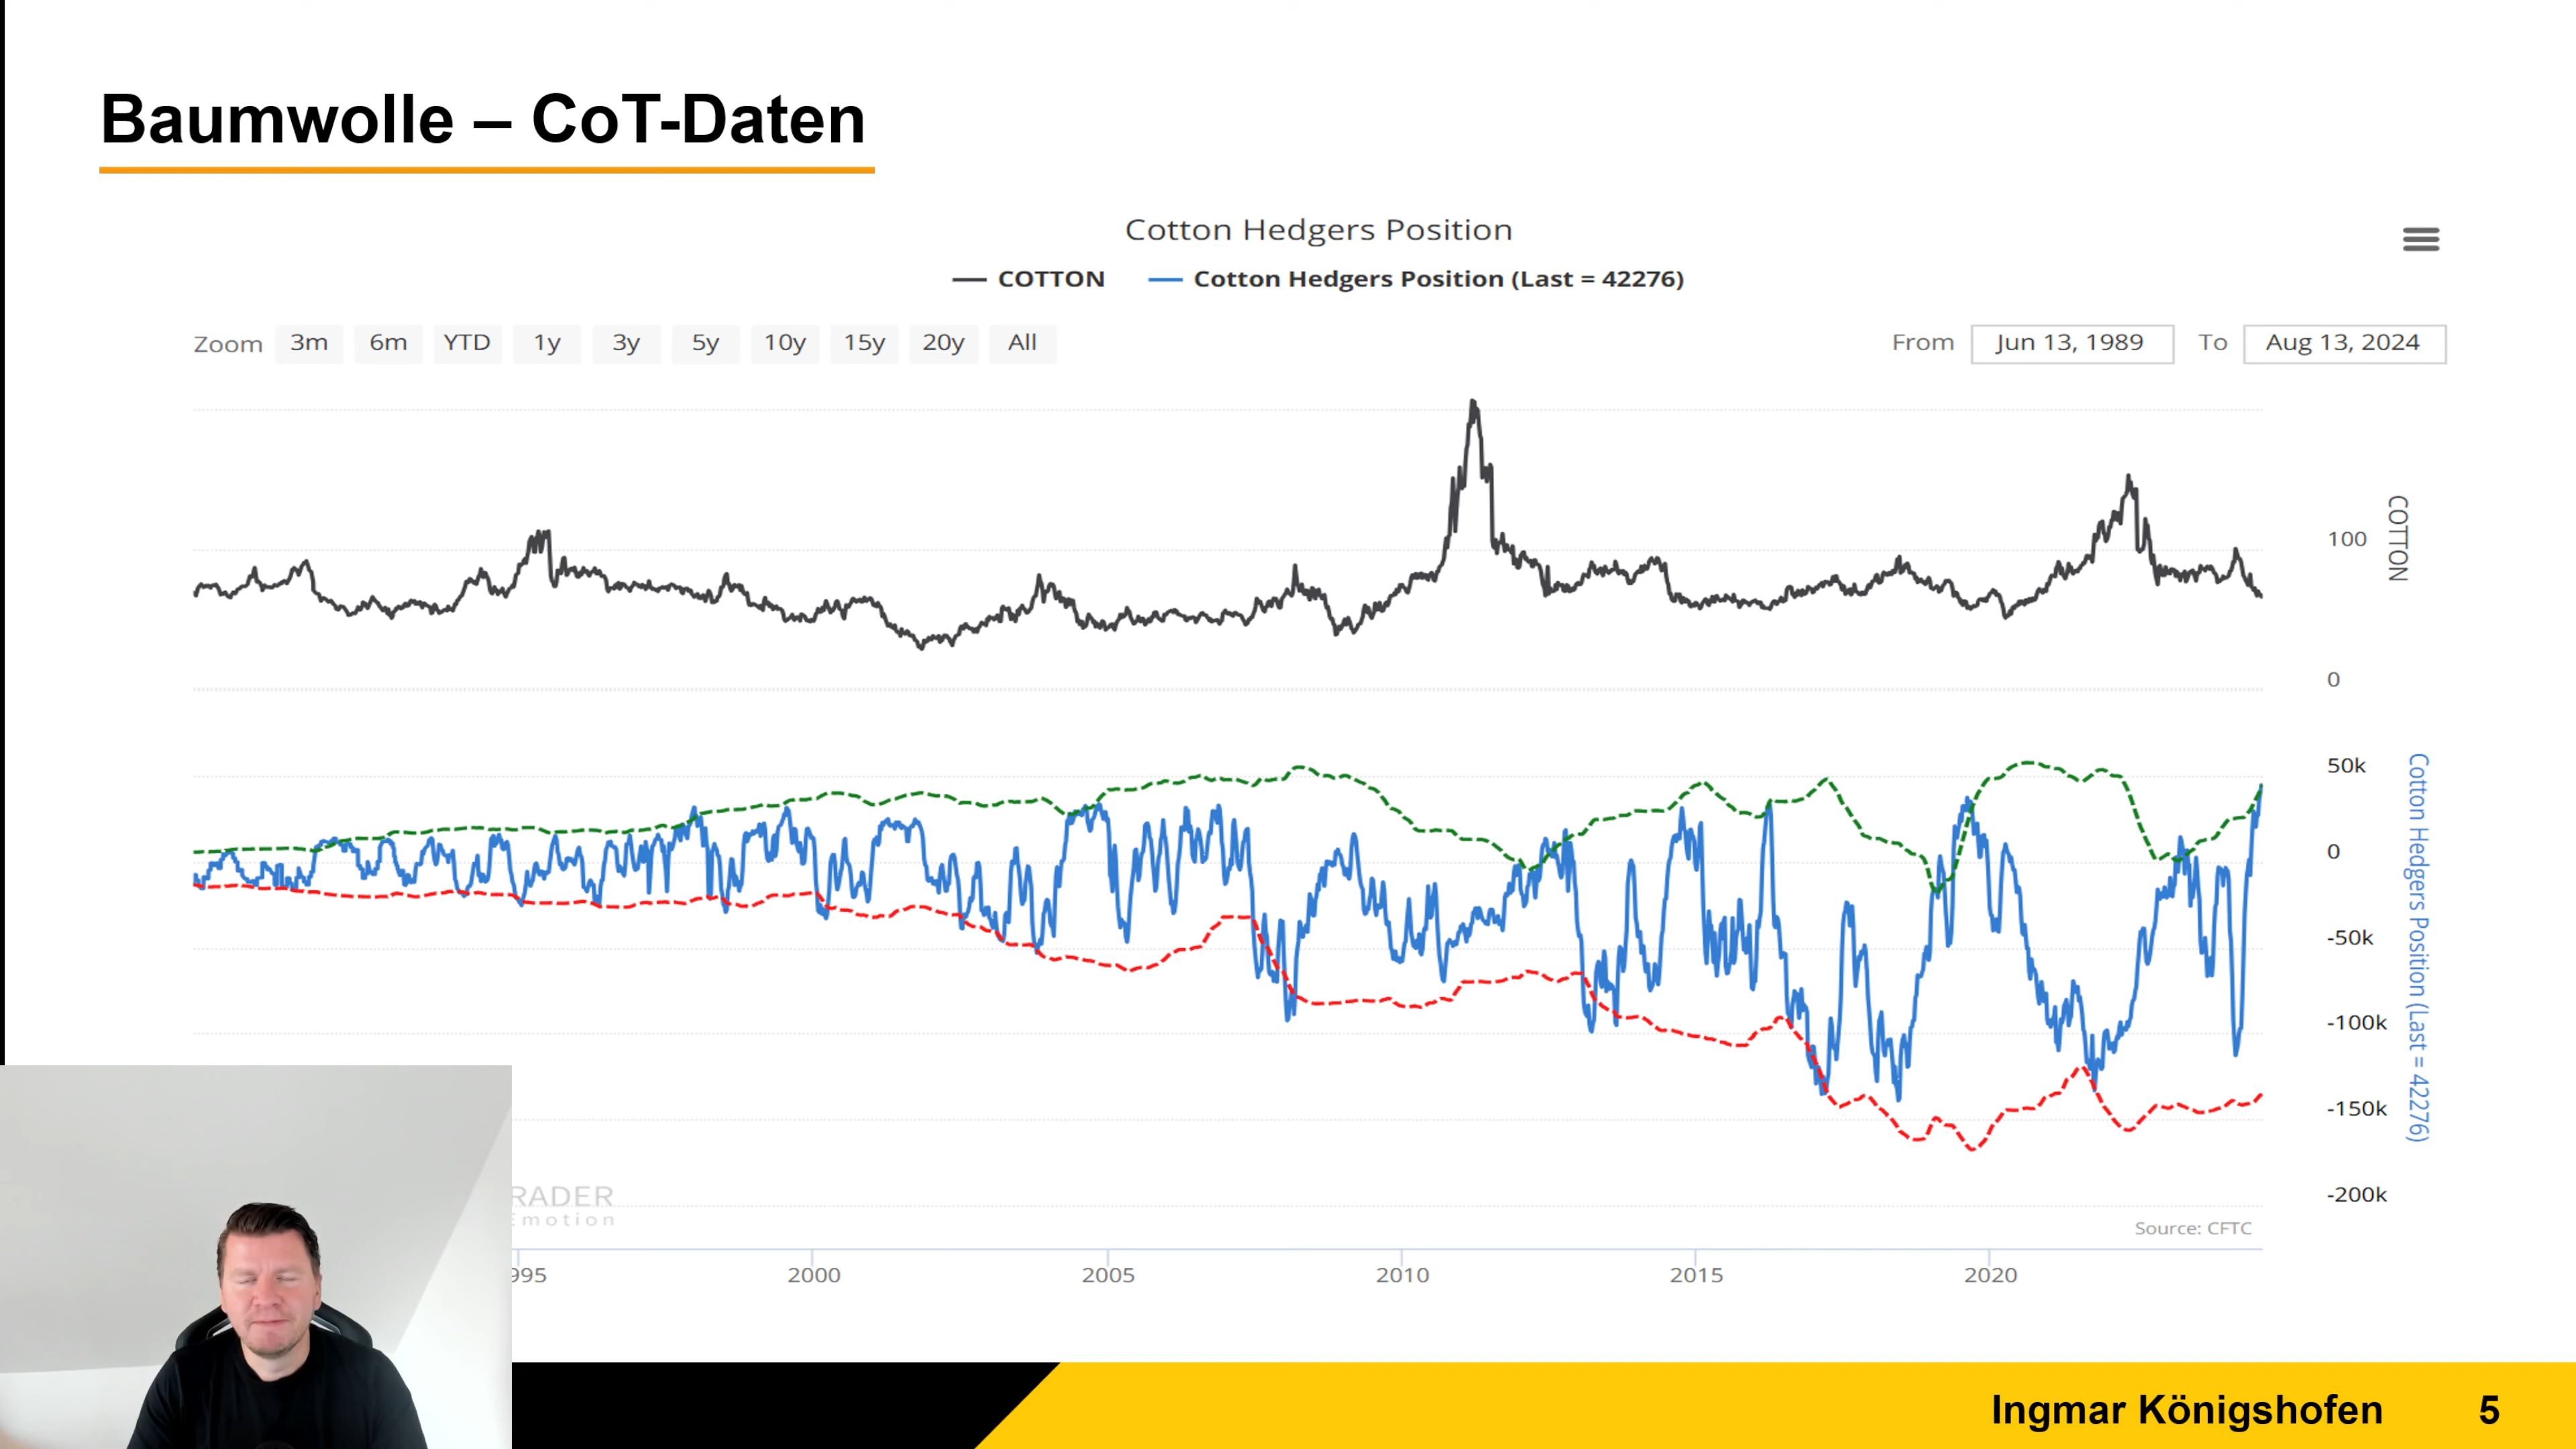 Baumwolle – CoT-Daten
Cotton Hedgers Position
COTTON Cotton Hedgers Position (Last = 42276)
Zoom 3m 6m YTD 1y 3y 5y 10y 15y 20y All From Jun 13, 1989 To Aug 13, 2024
100
0
COTTON
50k
0
-50k
-100k
-150k
-200k
Cotton Hedgers Position (Last = 42276)
RADER
Emotion
Source: CFTC
995 2000 2005 2010 2015 2020
Ingmar Königshofen 5